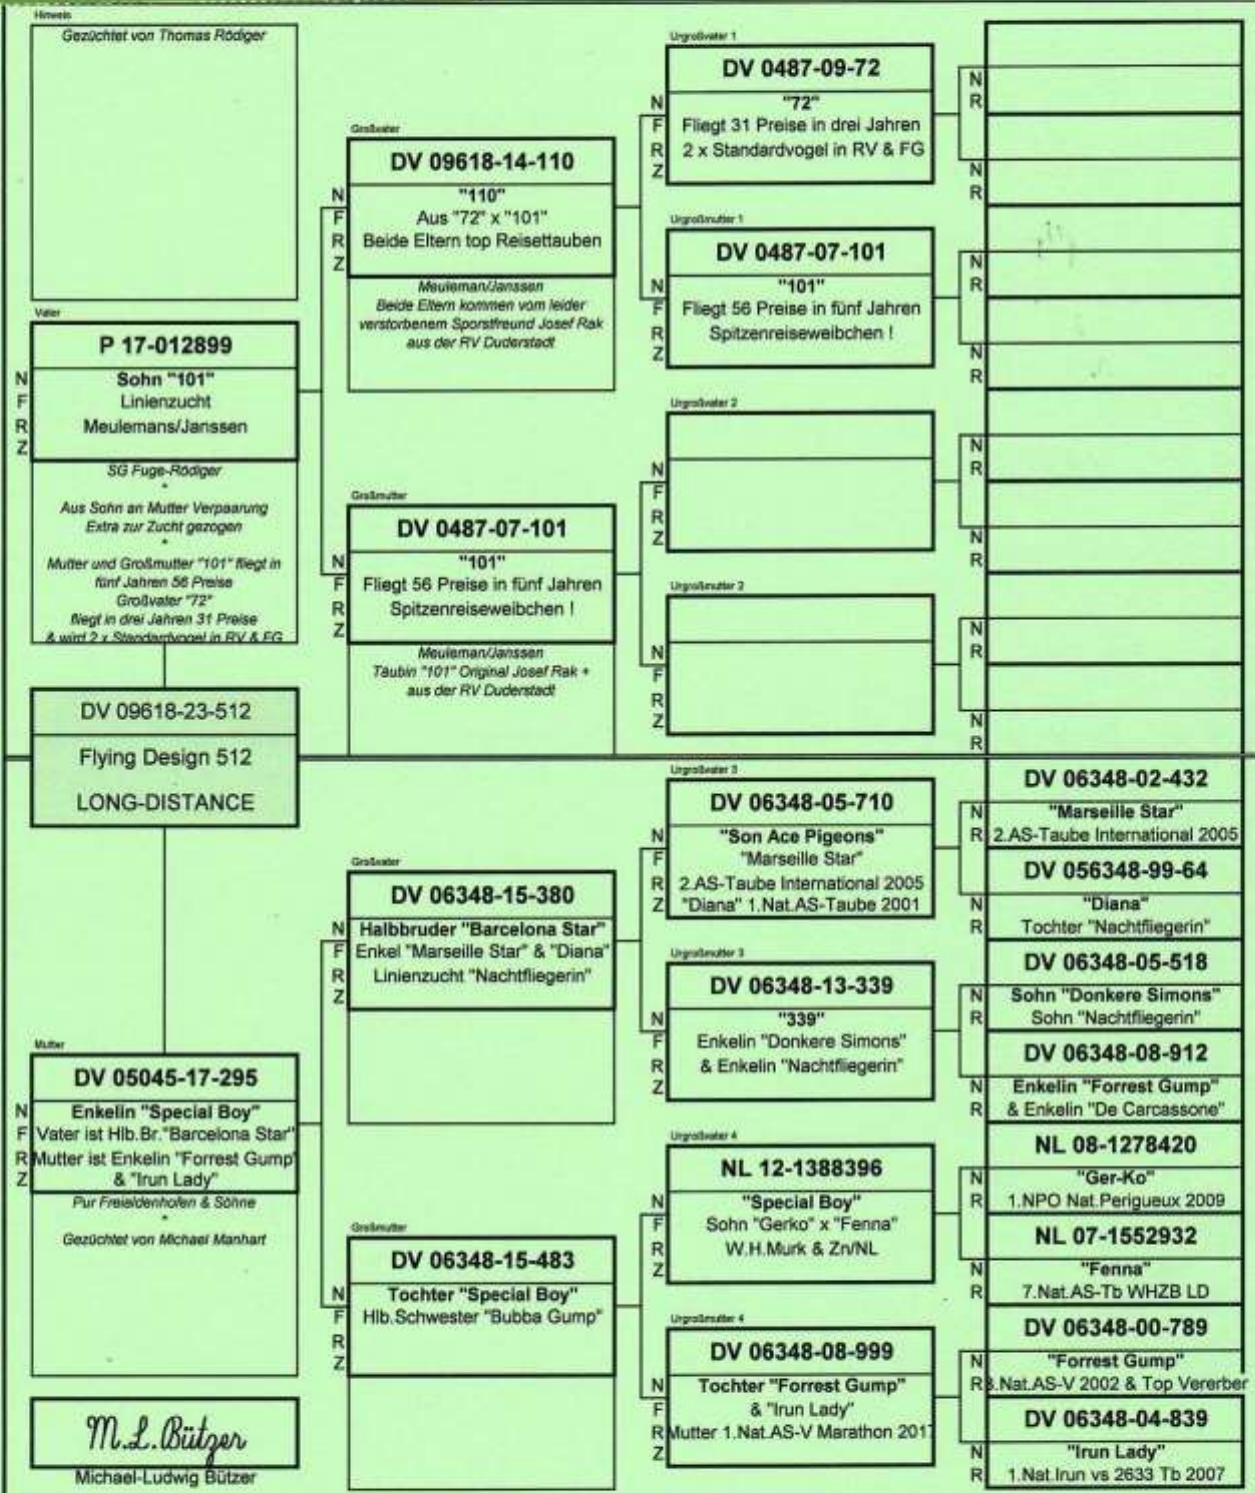 Hinweis
Gezüchtet von Thomas Rödiger
Vater
P 17-012899
N
F
R
Z
Sohn "101"
Linienzucht
Meulemans/Janssen
SG Fuge-Rödiger
*
Aus Sohn an Mutter Verpaarung
Extra zur Zucht gezogen
*
Mutter und Großmutter "101" fliegt in
fünf Jahren 56 Preise
Großvater "72"
fliegt in drei Jahren 31 Preise
& wird 2 x Standardvogel in RV & FG
DV 09618-23-512
Flying Design 512
LONG-DISTANCE
Mutter
DV 05045-17-295
N
F
R
Z
Enkelin "Special Boy"
Vater ist Hlb.Br."Barcelona Star"
Mutter ist Enkelin "Forrest Gump"
& "Irun Lady"
Pur Freialdenhofen & Söhne
*
Gezüchtet von Michael Manhart
M.L.Bützer
Michael-Ludwig Bützer
Großvater
DV 09618-14-110
N
F
R
Z
"110"
Aus "72" x "101"
Beide Eltern top Reisettauben
Meuleman/Janssen
Beide Eltern kommen vom leider
verstorbenem Sporstfreund Josef Rak
aus der RV Duderstadt
Großmutter
DV 0487-07-101
N
F
R
Z
"101"
Fliegt 56 Preise in fünf Jahren
Spitzenreiseweibchen !
Meuleman/Janssen
Täubin "101" Original Josef Rak +
aus der RV Duderstadt
Großvater
DV 06348-15-380
N
F
R
Z
Halbbruder "Barcelona Star"
Enkel "Marseille Star" & "Diana"
Linienzucht "Nachtfliegerin"
Großmutter
DV 06348-15-483
N
F
R
Z
Tochter "Special Boy"
Hlb.Schwester "Bubba Gump"
Urgroßvater 1
DV 0487-09-72
N
F
R
Z
"72"
Fliegt 31 Preise in drei Jahren
2 x Standardvogel in RV & FG
Urgroßmutter 1
DV 0487-07-101
N
F
R
Z
"101"
Fliegt 56 Preise in fünf Jahren
Spitzenreiseweibchen !
Urgroßvater 2
N
F
R
Z
Urgroßmutter 2
N
F
R
Z
Urgroßvater 3
DV 06348-05-710
N
F
R
Z
"Son Ace Pigeons"
"Marseille Star"
2.AS-Taube International 2005
"Diana" 1.Nat.AS-Taube 2001
Urgroßmutter 3
DV 06348-13-339
N
F
R
Z
"339"
Enkelin "Donkere Simons"
& Enkelin "Nachtfliegerin"
Urgroßvater 4
NL 12-1388396
N
F
R
Z
"Special Boy"
Sohn "Gerko" x "Fenna"
W.H.Murk & Zn/NL
Urgroßmutter 4
DV 06348-08-999
N
F
R
Z
Tochter "Forrest Gump"
& "Irun Lady"
Mutter 1.Nat.AS-V Marathon 2017
N
R
N
R
N
R
N
R
N
R
N
R
N
R
N
R
DV 06348-02-432
N
R
"Marseille Star"
2.AS-Taube International 2005
DV 056348-99-64
N
R
"Diana"
Tochter "Nachtfliegerin"
DV 06348-05-518
N
R
Sohn "Donkere Simons"
Sohn "Nachtfliegerin"
DV 06348-08-912
N
R
Enkelin "Forrest Gump"
& Enkelin "De Carcassone"
NL 08-1278420
N
R
"Ger-Ko"
1.NPO Nat.Perigueux 2009
NL 07-1552932
N
R
"Fenna"
7.Nat.AS-Tb WHZB LD
DV 06348-00-789
N
R
"Forrest Gump"
.Nat.AS-V 2002 & Top Vererber
DV 06348-04-839
N
R
"Irun Lady"
1.Nat.Irun vs 2633 Tb 2007